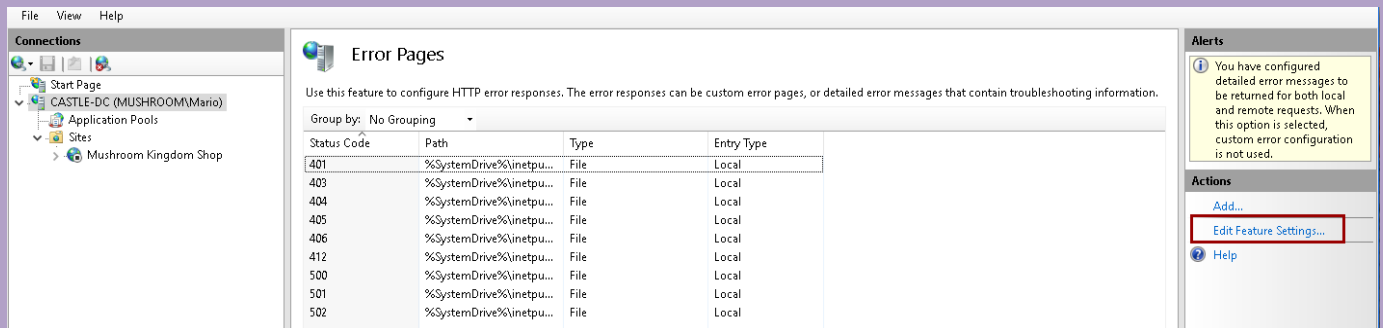 File View Help
Connections
Start Page
CASTLE-DC (MUSHROOM\Mario)
Application Pools
Sites
Mushroom Kingdom Shop
Error Pages
Use this feature to configure HTTP error responses. The error responses can be custom error pages, or detailed error messages that contain troubleshooting information.
Group by: No Grouping
Status Code Path Type Entry Type
401 %SystemDrive%\inetpu... File Local
403 %SystemDrive%\inetpu... File Local
404 %SystemDrive%\inetpu... File Local
405 %SystemDrive%\inetpu... File Local
406 %SystemDrive%\inetpu... File Local
412 %SystemDrive%\inetpu... File Local
500 %SystemDrive%\inetpu... File Local
501 %SystemDrive%\inetpu... File Local
502 %SystemDrive%\inetpu... File Local
Alerts
You have configured
detailed error messages to
be returned for both local
and remote requests. When
this option is selected,
custom error configuration
is not used.
Actions
Add...
Edit Feature Settings...
Help